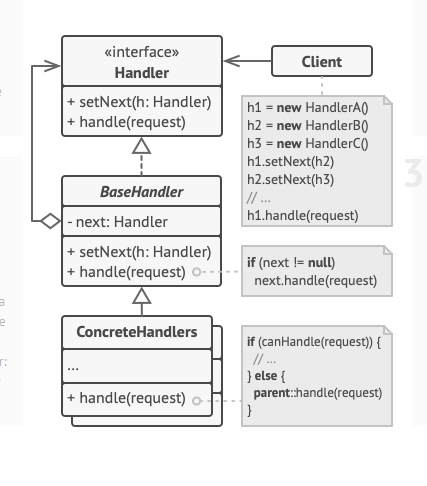 «interface»
Handler
+ setNext(h: Handler)
+ handle(request)
Client
h1 = new HandlerA()
h2 = new HandlerB()
h3 = new HandlerC()
h1.setNext(h2)
h2.setNext(h3)
// ...
h1.handle(request)
3
BaseHandler
- next: Handler
+ setNext(h: Handler)
+ handle(request)
if (next != null)
next.handle(request)
ConcreteHandlers
...
+ handle(request)
if (canHandle(request)) {
// ...
} else {
parent::handle(request)
}